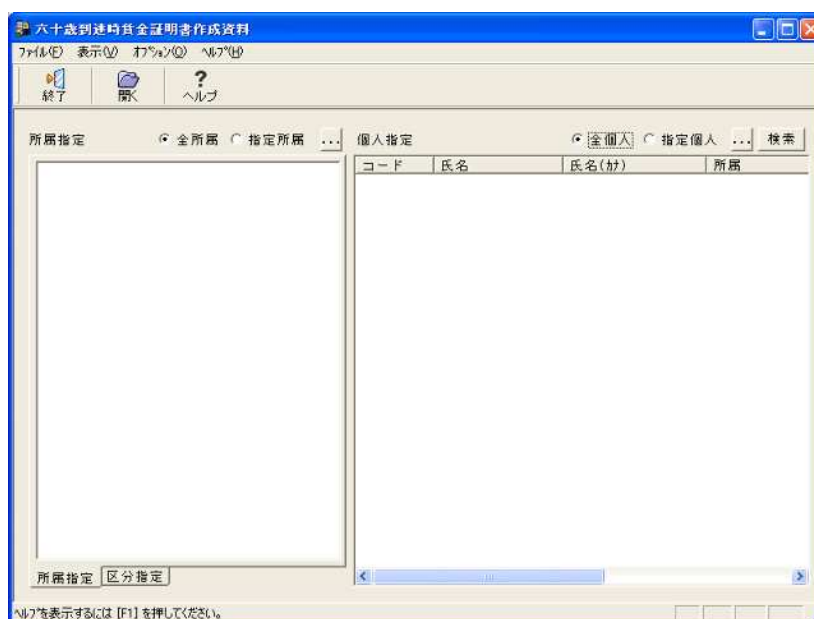 六十歳到達時賃金証明書作成資料
ﾌｧｲﾙ(F) 表示(V) ｵﾌﾟｼｮﾝ(O) ﾍﾙﾌﾟ(H)
終了 開く ヘルプ
所属指定 全所属 指定所属 ... 個人指定 全個人 指定個人 ... 検索
コード 氏名 氏名(ｶﾅ) 所属
所属指定 区分指定
ﾍﾙﾌﾟを表示するには [F1] を押してください。